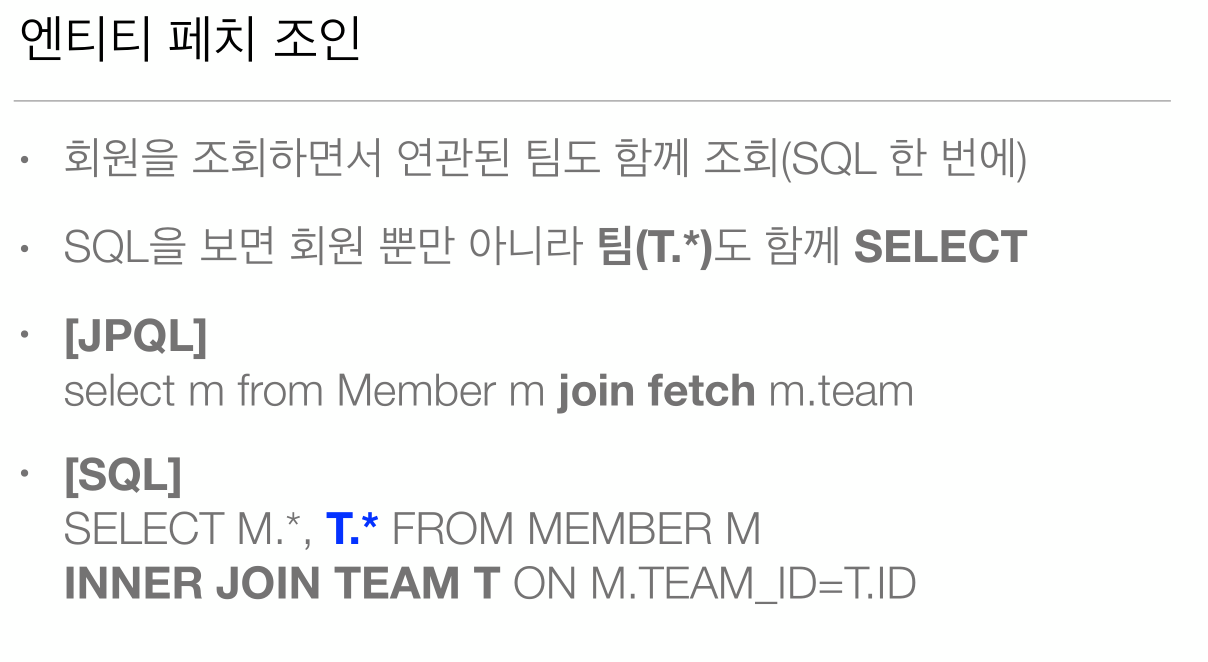 엔티티 페치 조인
• 회원을 조회하면서 연관된 팀도 함께 조회(SQL 한 번에)
• SQL을 보면 회원 뿐만 아니라 팀(T.*)도 함께 SELECT
• [JPQL]
select m from Member m join fetch m.team
• [SQL]
SELECT M.*, T.* FROM MEMBER M
INNER JOIN TEAM T ON M.TEAM_ID=T.ID